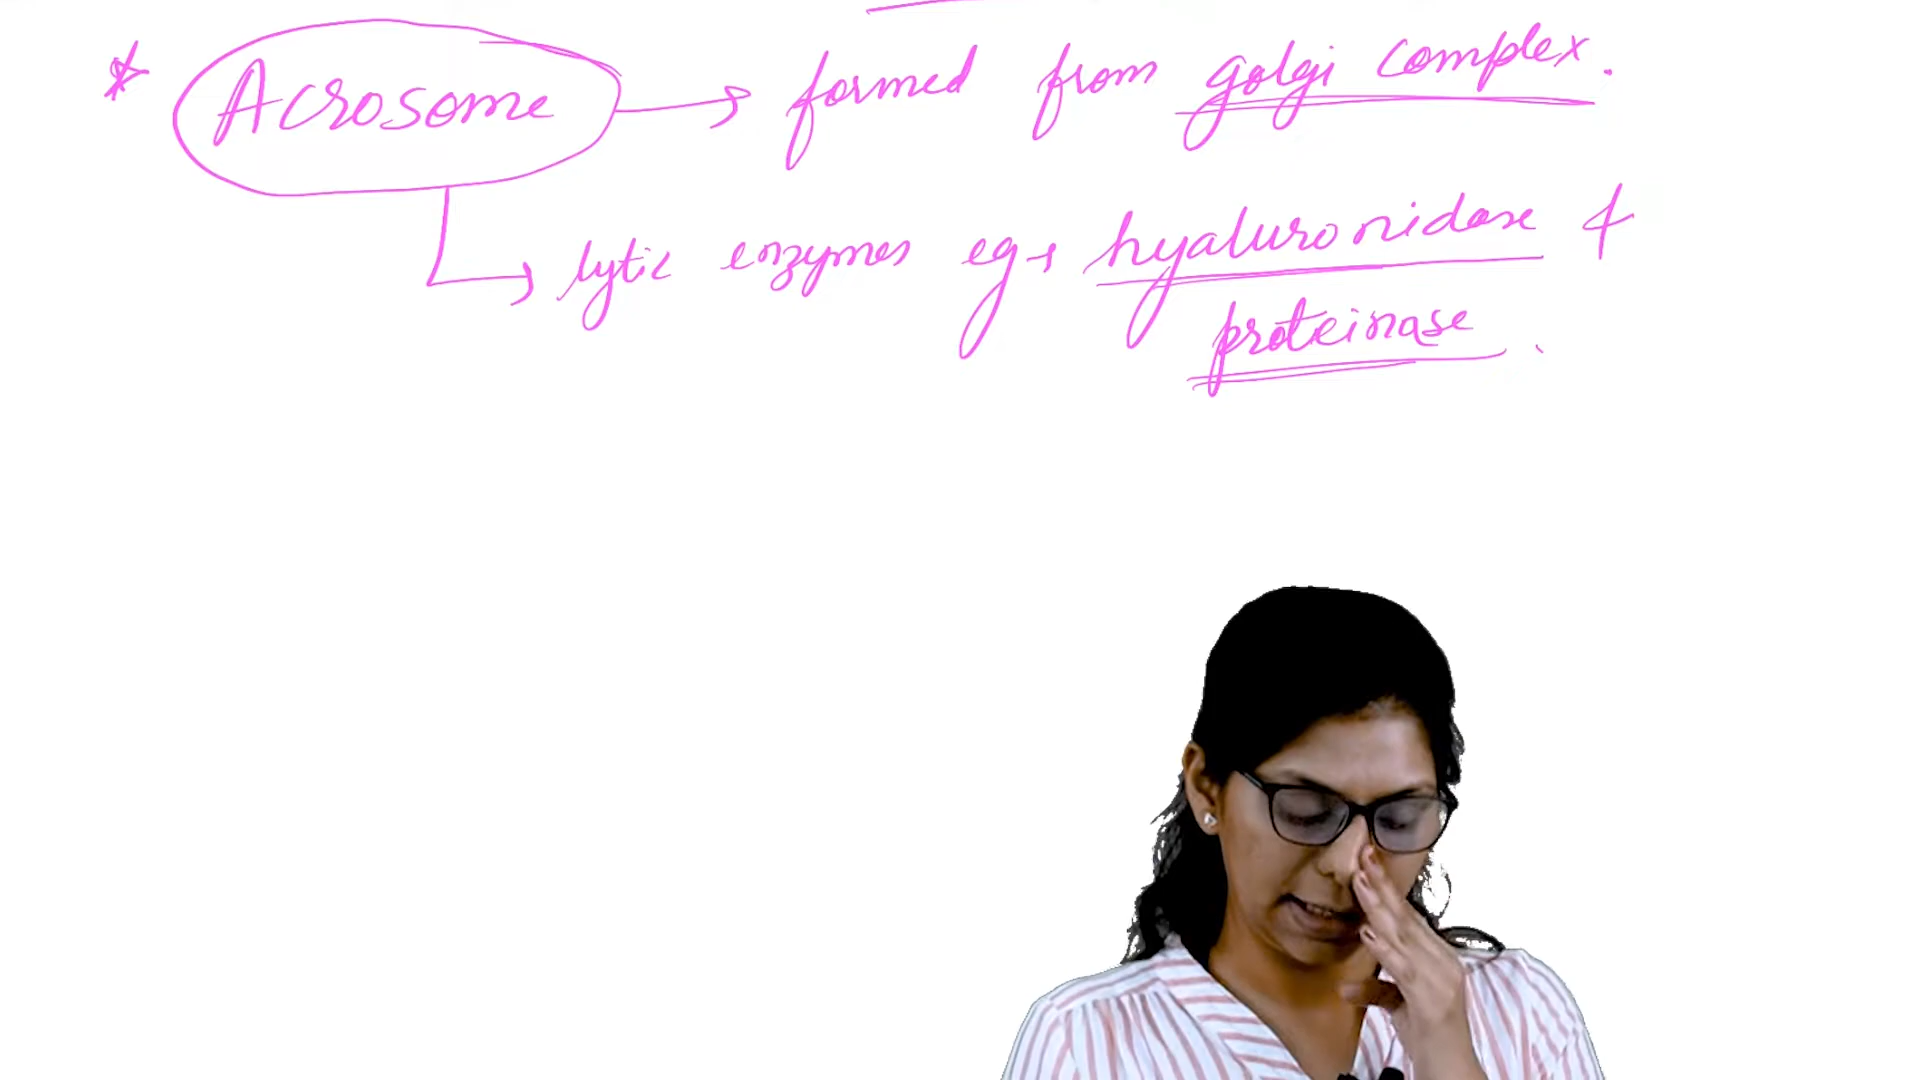 * Acrosome → formed from golgi complex.
↳ lytic enzymes eg → hyaluronidase &
proteinase.